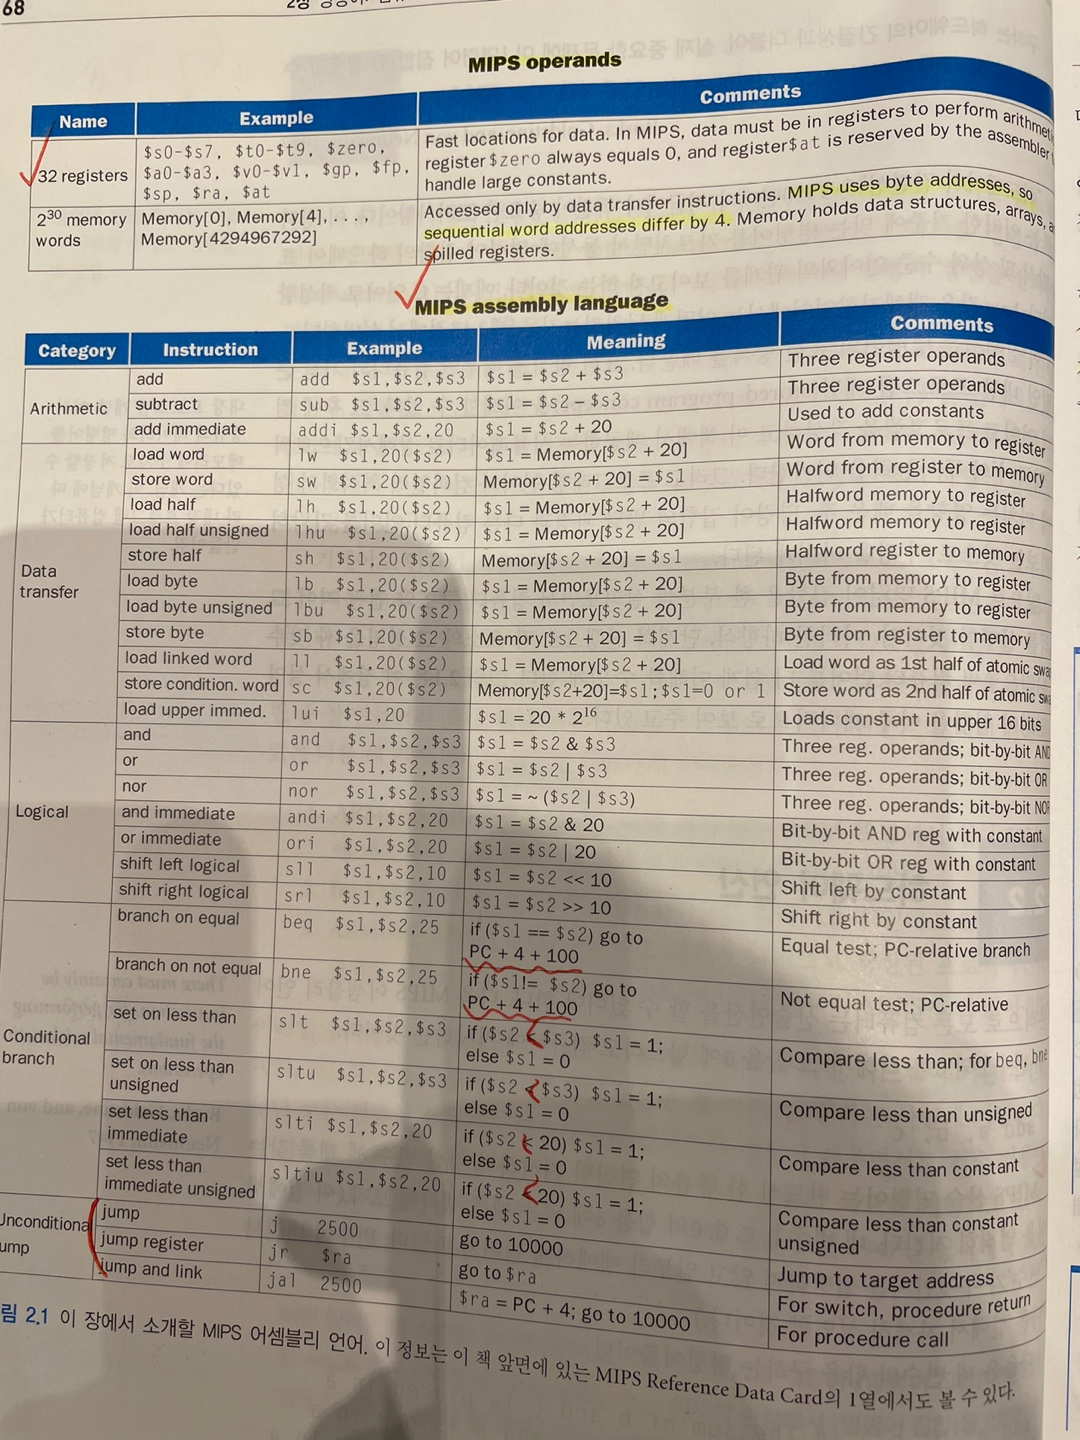 68
MIPS operands
Name Example Comments
32 registers $s0-$s7, $t0-$t9, $zero, $a0-$a3, $v0-$v1, $gp, $fp, $sp, $ra, $at Fast locations for data. In MIPS, data must be in registers to perform arithmet register $zero always equals 0, and register $at is reserved by the assembler handle large constants.
2³⁰ memory words Memory[0], Memory[4], . . . , Memory[4294967292] Accessed only by data transfer instructions. MIPS uses byte addresses, so sequential word addresses differ by 4. Memory holds data structures, arrays, spilled registers.
MIPS assembly language
Category Instruction Example Meaning Comments
Arithmetic
add add $s1,$s2,$s3 $s1 = $s2 + $s3 Three register operands
subtract sub $s1,$s2,$s3 $s1 = $s2 – $s3 Three register operands
add immediate addi $s1,$s2,20 $s1 = $s2 + 20 Used to add constants
Data transfer
load word lw $s1,20($s2) $s1 = Memory[$s2 + 20] Word from memory to register
store word sw $s1,20($s2) Memory[$s2 + 20] = $s1 Word from register to memory
load half lh $s1,20($s2) $s1 = Memory[$s2 + 20] Halfword memory to register
load half unsigned lhu $s1,20($s2) $s1 = Memory[$s2 + 20] Halfword memory to register
store half sh $s1,20($s2) Memory[$s2 + 20] = $s1 Halfword register to memory
load byte lb $s1,20($s2) $s1 = Memory[$s2 + 20] Byte from memory to register
load byte unsigned lbu $s1,20($s2) $s1 = Memory[$s2 + 20] Byte from memory to register
store byte sb $s1,20($s2) Memory[$s2 + 20] = $s1 Byte from register to memory
load linked word ll $s1,20($s2) $s1 = Memory[$s2 + 20] Load word as 1st half of atomic swa
store condition. word sc $s1,20($s2) Memory[$s2+20]=$s1;$s1=0 or 1 Store word as 2nd half of atomic sw
load upper immed. lui $s1,20 $s1 = 20 * 2¹⁶ Loads constant in upper 16 bits
Logical
and and $s1,$s2,$s3 $s1 = $s2 & $s3 Three reg. operands; bit-by-bit AND
or or $s1,$s2,$s3 $s1 = $s2 | $s3 Three reg. operands; bit-by-bit OR
nor nor $s1,$s2,$s3 $s1 = ~ ($s2 | $s3) Three reg. operands; bit-by-bit NOR
and immediate andi $s1,$s2,20 $s1 = $s2 & 20 Bit-by-bit AND reg with constant
or immediate ori $s1,$s2,20 $s1 = $s2 | 20 Bit-by-bit OR reg with constant
shift left logical sll $s1,$s2,10 $s1 = $s2 << 10 Shift left by constant
shift right logical srl $s1,$s2,10 $s1 = $s2 >> 10 Shift right by constant
Conditional branch
branch on equal beq $s1,$s2,25 if ($s1 == $s2) go to PC + 4 + 100 Equal test; PC-relative branch
branch on not equal bne $s1,$s2,25 if ($s1!= $s2) go to PC + 4 + 100 Not equal test; PC-relative
set on less than slt $s1,$s2,$s3 if ($s2 < $s3) $s1 = 1; else $s1 = 0 Compare less than; for beq, bne
set on less than unsigned sltu $s1,$s2,$s3 if ($s2 < $s3) $s1 = 1; else $s1 = 0 Compare less than unsigned
set less than immediate slti $s1,$s2,20 if ($s2 < 20) $s1 = 1; else $s1 = 0 Compare less than constant
set less than immediate unsigned sltiu $s1,$s2,20 if ($s2 < 20) $s1 = 1; else $s1 = 0 Compare less than constant unsigned
Unconditiona ump
jump j 2500 go to 10000 Jump to target address
jump register jr $ra go to $ra For switch, procedure return
jump and link jal 2500 $ra = PC + 4; go to 10000 For procedure call
림 2.1 이 장에서 소개할 MIPS 어셈블리 언어. 이 정보는 이 책 앞면에 있는 MIPS Reference Data Card의 1열에서도 볼 수 있다.